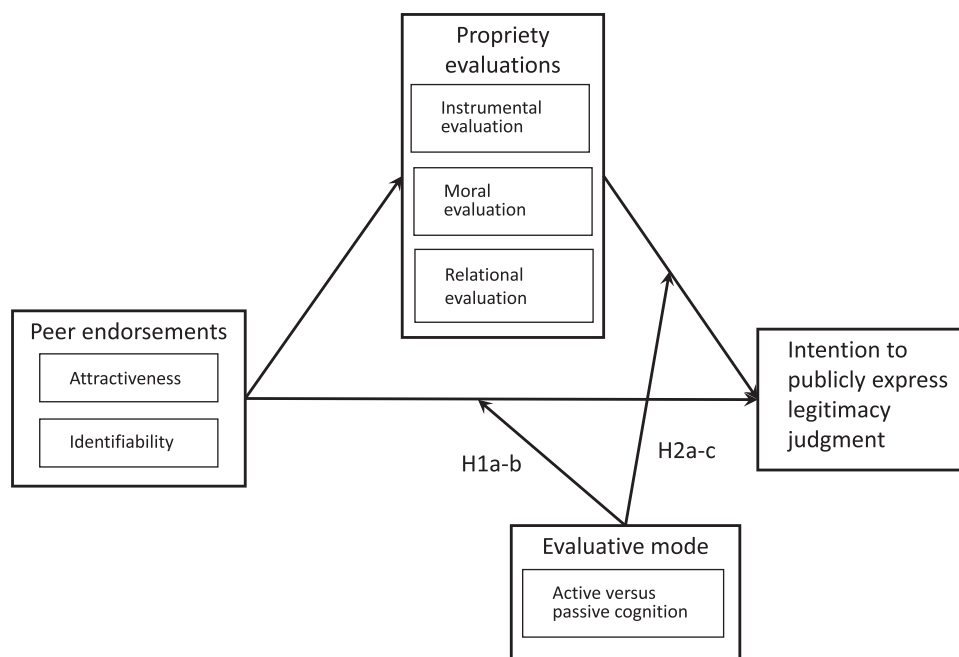 Propriety
evaluations
Instrumental
evaluation
Moral
evaluation
Relational
evaluation
Peer endorsements
Attractiveness
Identifiability
Intention to
publicly express
legitimacy
judgment
H1a-b
H2a-c
Evaluative mode
Active versus
passive cognition